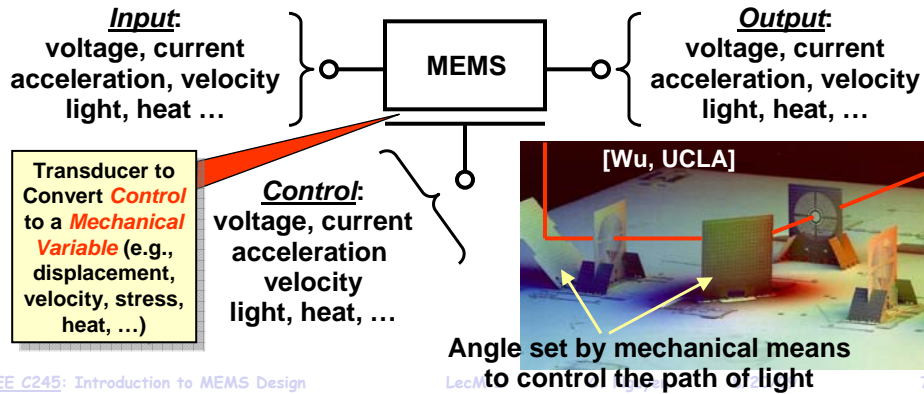 Input:
voltage, current
acceleration, velocity
light, heat ...
MEMS
Output:
voltage, current
acceleration, velocity
light, heat, ...
Transducer to
Convert Control
to a Mechanical
Variable (e.g.,
displacement,
velocity, stress,
heat, ...)
Control:
voltage, current
acceleration
velocity
light, heat, ...
[Wu, UCLA]
Angle set by mechanical means
to control the path of light
EE C245: Introduction to MEMS Design